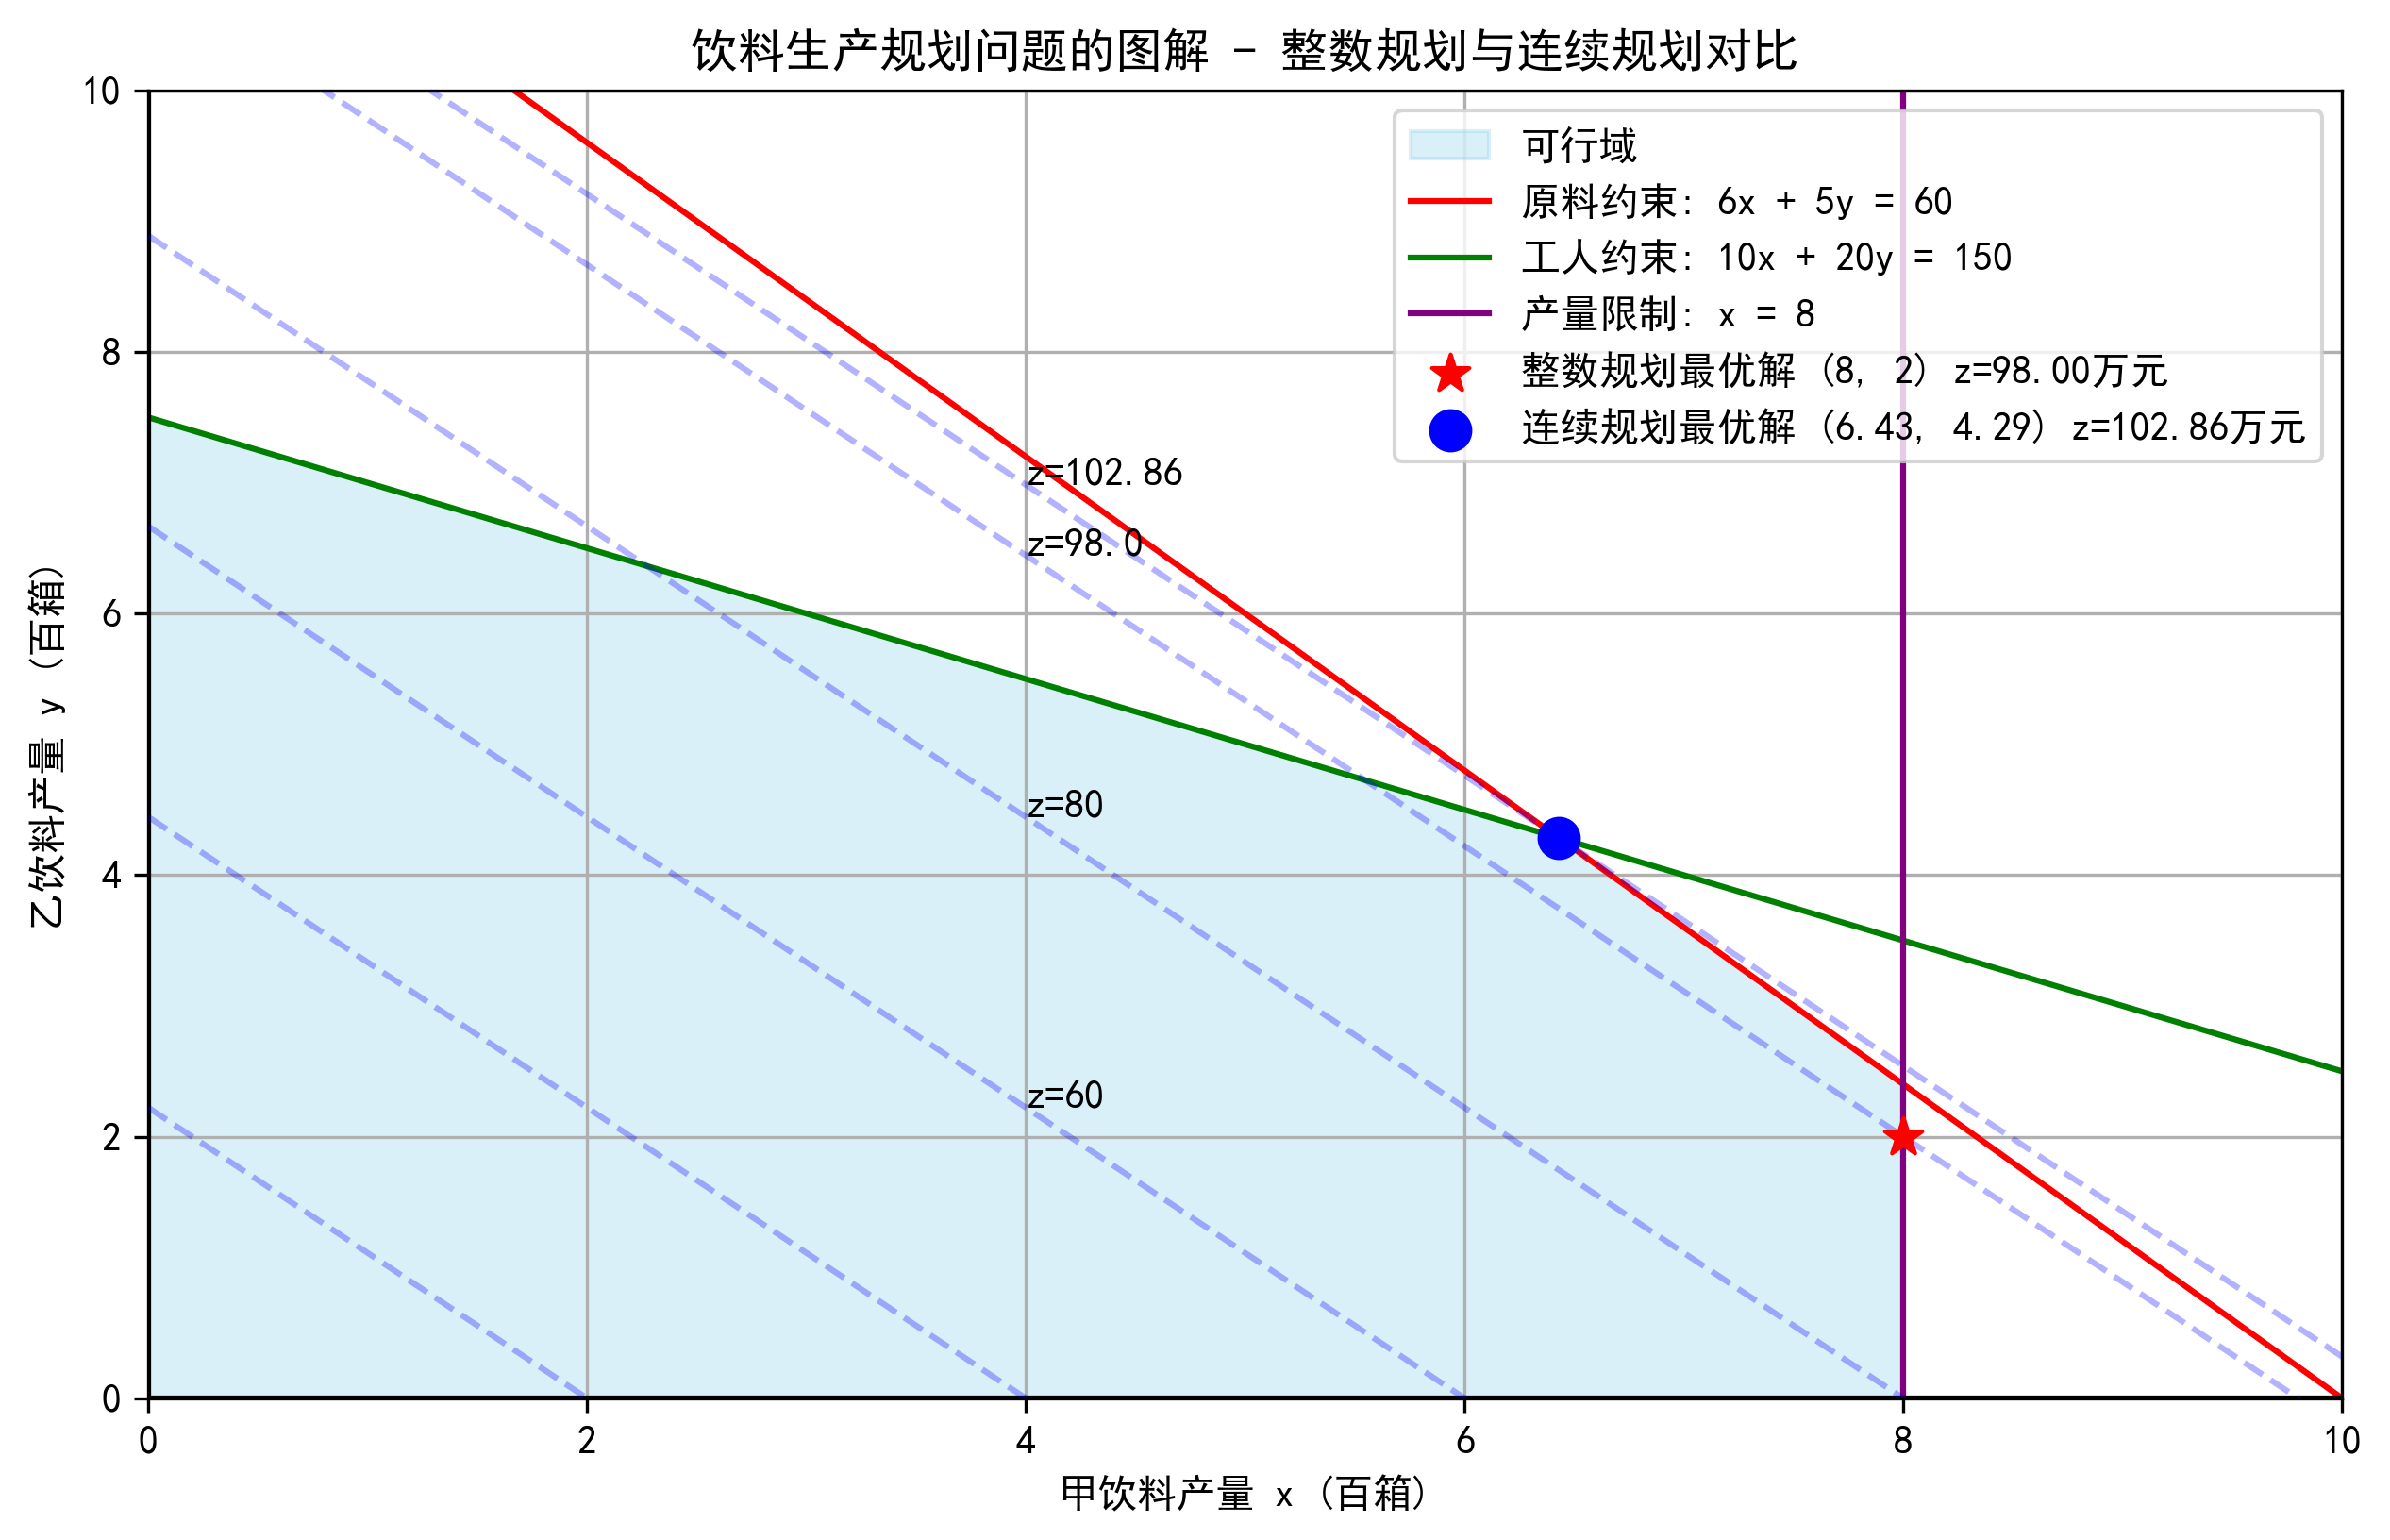 饮料生产规划问题的图解 - 整数规划与连续规划对比
10
8
6
4
2
0
乙饮料产量 y (百箱)
可行域
原料约束: 6x + 5y = 60
工人约束: 10x + 20y = 150
产量限制: x = 8
整数规划最优解 (8, 2) z=98.00万元
连续规划最优解 (6.43, 4.29) z=102.86万元
z=102.86
z=98.0
z=80
z=60
0 2 4 6 8 10
甲饮料产量 x (百箱)